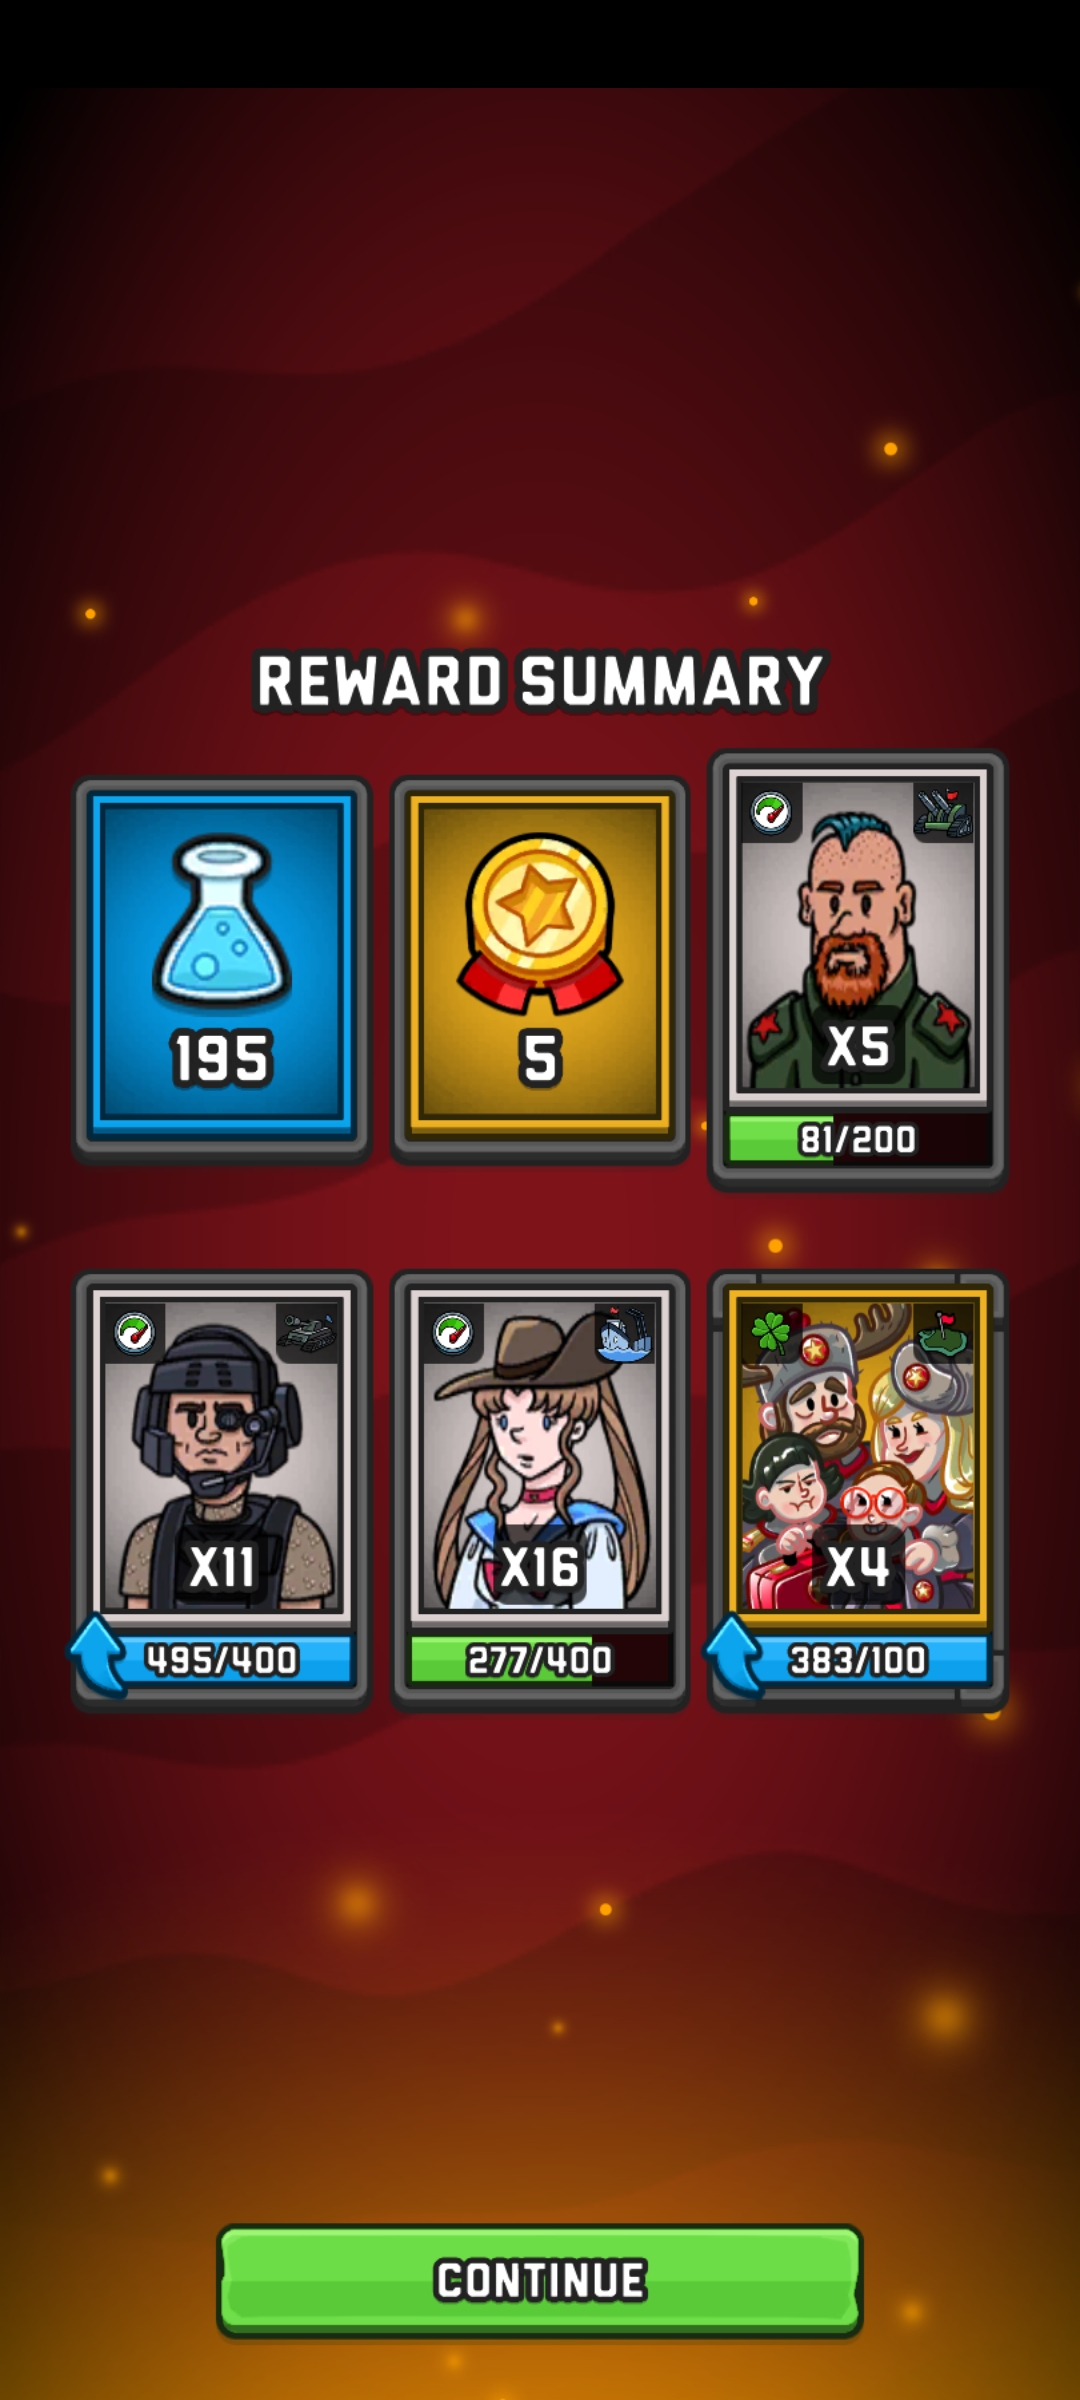 REWARD SUMMARY
195
5
X5
81/200
X11
495/400
X16
277/400
X4
383/100
CONTINUE